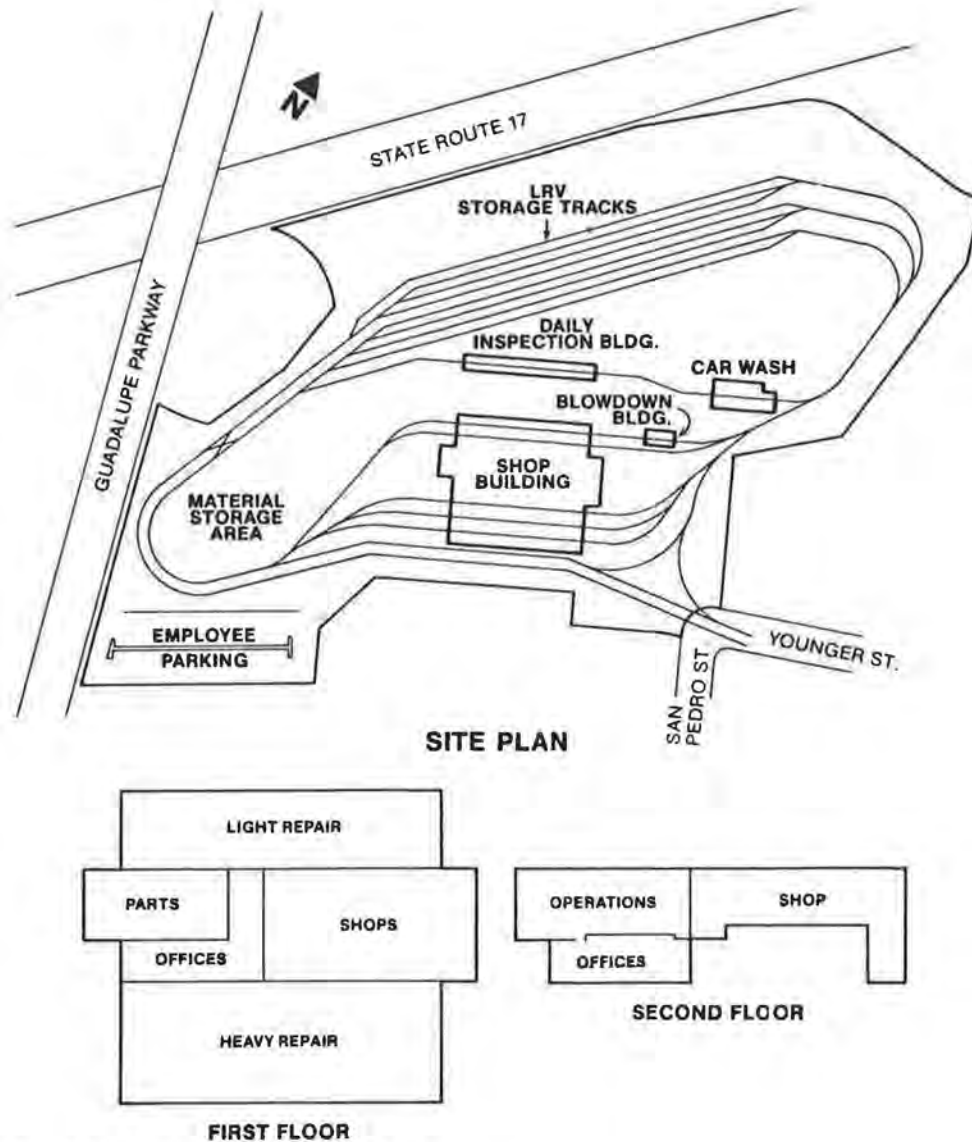 N
STATE ROUTE 17
LRV
STORAGE TRACKS
GUADALUPE PARKWAY
DAILY
INSPECTION BLDG.
CAR WASH
BLOWDOWN
BLDG.
SHOP
BUILDING
MATERIAL
STORAGE
AREA
EMPLOYEE
PARKING
YOUNGER ST.
SAN
PEDRO ST.
SITE PLAN
LIGHT REPAIR
PARTS
SHOPS
OFFICES
HEAVY REPAIR
FIRST FLOOR
OPERATIONS
SHOP
OFFICES
SECOND FLOOR